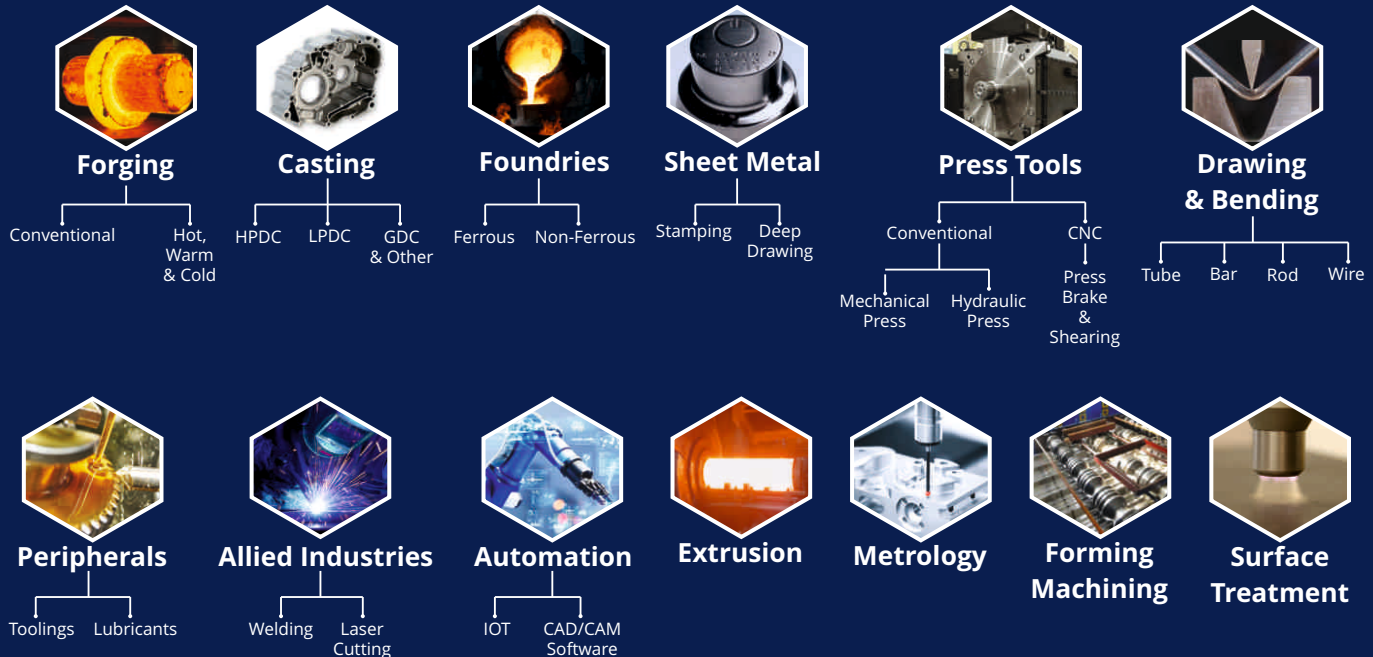 Forging
Conventional
Hot,
Warm
& Cold
Casting
HPDC
LPDC
GDC
& Other
Foundries
Ferrous
Non-Ferrous
Sheet Metal
Stamping
Deep
Drawing
Press Tools
Conventional
Mechanical
Press
Hydraulic
Press
CNC
Press
Brake
&
Shearing
Drawing
& Bending
Tube
Bar
Rod
Wire
Peripherals
Toolings
Lubricants
Allied Industries
Welding
Laser
Cutting
Automation
IOT
CAD/CAM
Software
Extrusion
Metrology
Forming
Machining
Surface
Treatment